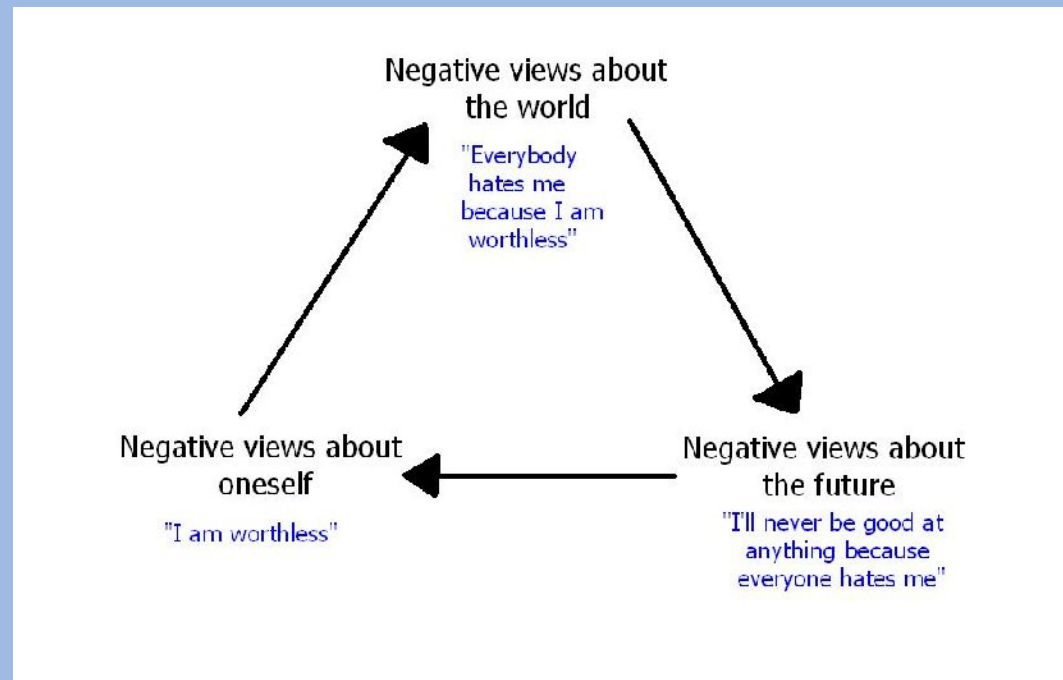 Negative views about
the world
"Everybody
hates me
because I am
worthless"
Negative views about
oneself
"I am worthless"
Negative views about
the future
"I'll never be good at
anything because
everyone hates me"